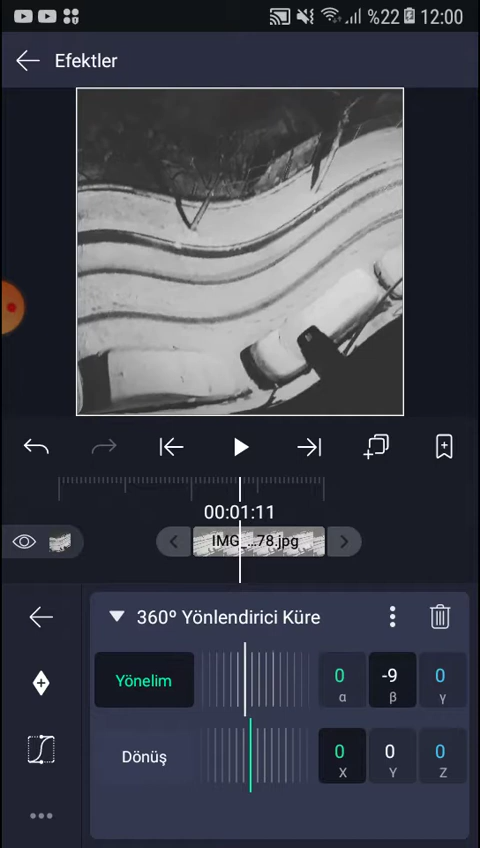 %22 12:00
Efektler
00:01:11
IMG_...78.jpg
360º Yönlendirici Küre
Yönelim 0 -9 0
α β γ
Dönüş 0 0 0
X Y Z